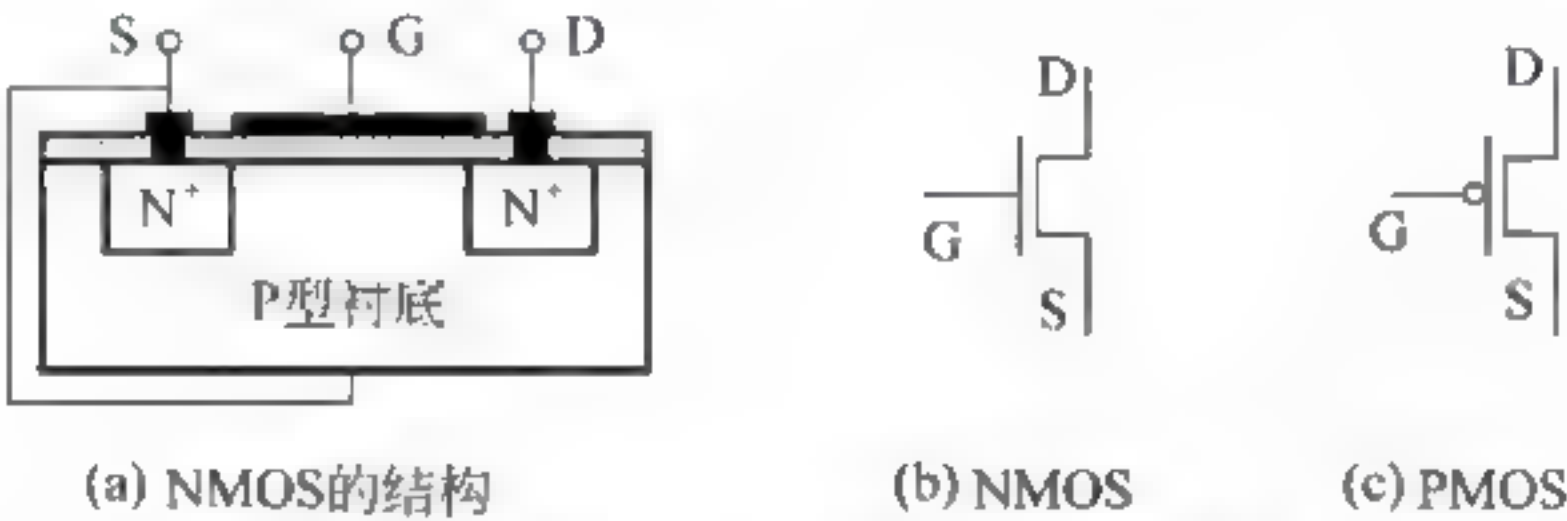 S G D
N⁺ N⁺
P型衬底
(a) NMOS的结构
D
G
S
(b) NMOS
D
G
S
(c) PMOS